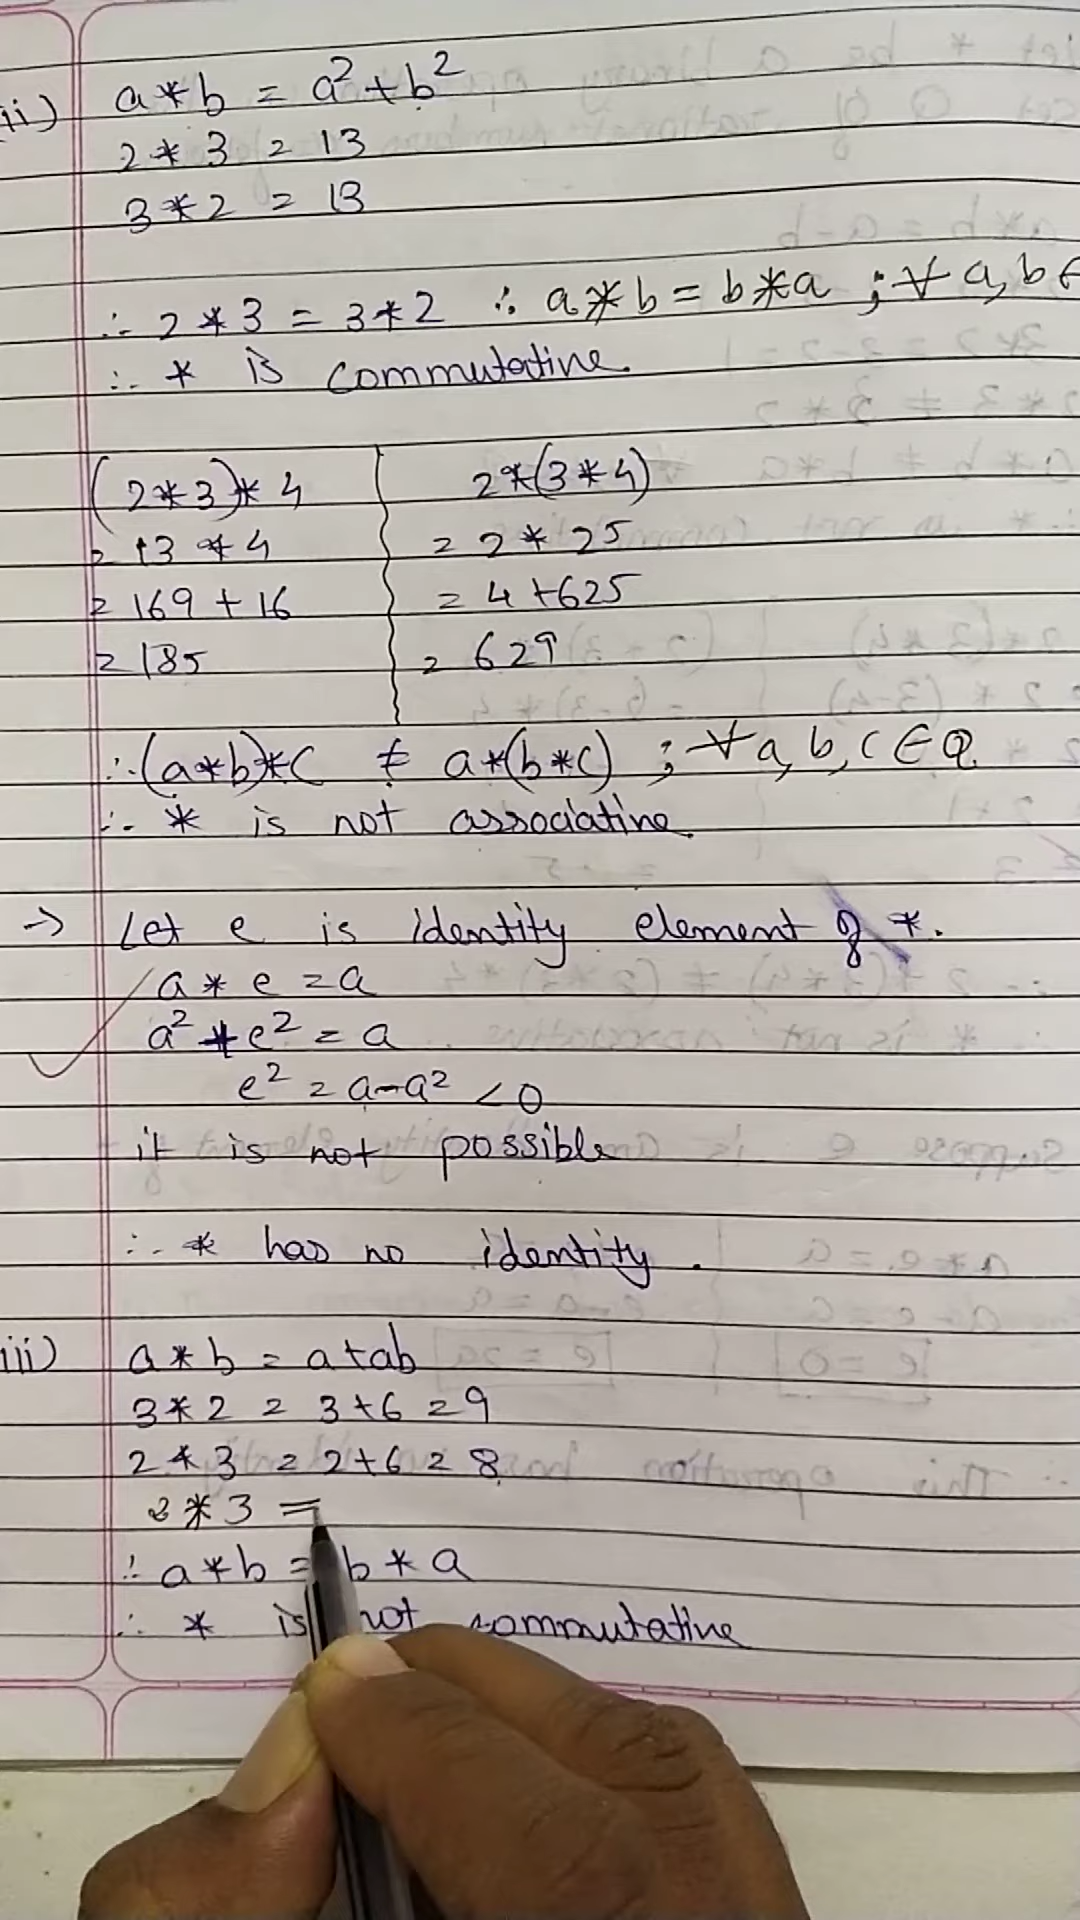 ii) a * b = a² + b²
2 * 3 = 13
3 * 2 = 13
∴ 2 * 3 = 3 * 2 ∴ a * b = b * a ; ∀ a, b ∈
∴ * is commutative.
(2 * 3) * 4
= 13 * 4
= 169 + 16
= 185
2 * (3 * 4)
= 2 * 25
= 4 + 625
= 629
∴ (a * b) * c ≠ a * (b * c) ; ∀ a, b, c ∈ Q
∴ * is not associative.
→ Let e is identity element of *.
a * e = a
a² + e² = a
e² = a - a² < 0
it is not possible
∴ * has no identity.
iii) a * b = a + ab
3 * 2 = 3 + 6 = 9
2 * 3 = 2 + 6 = 8
2 * 3 =
∴ a * b = b * a
∴ * is not commutative